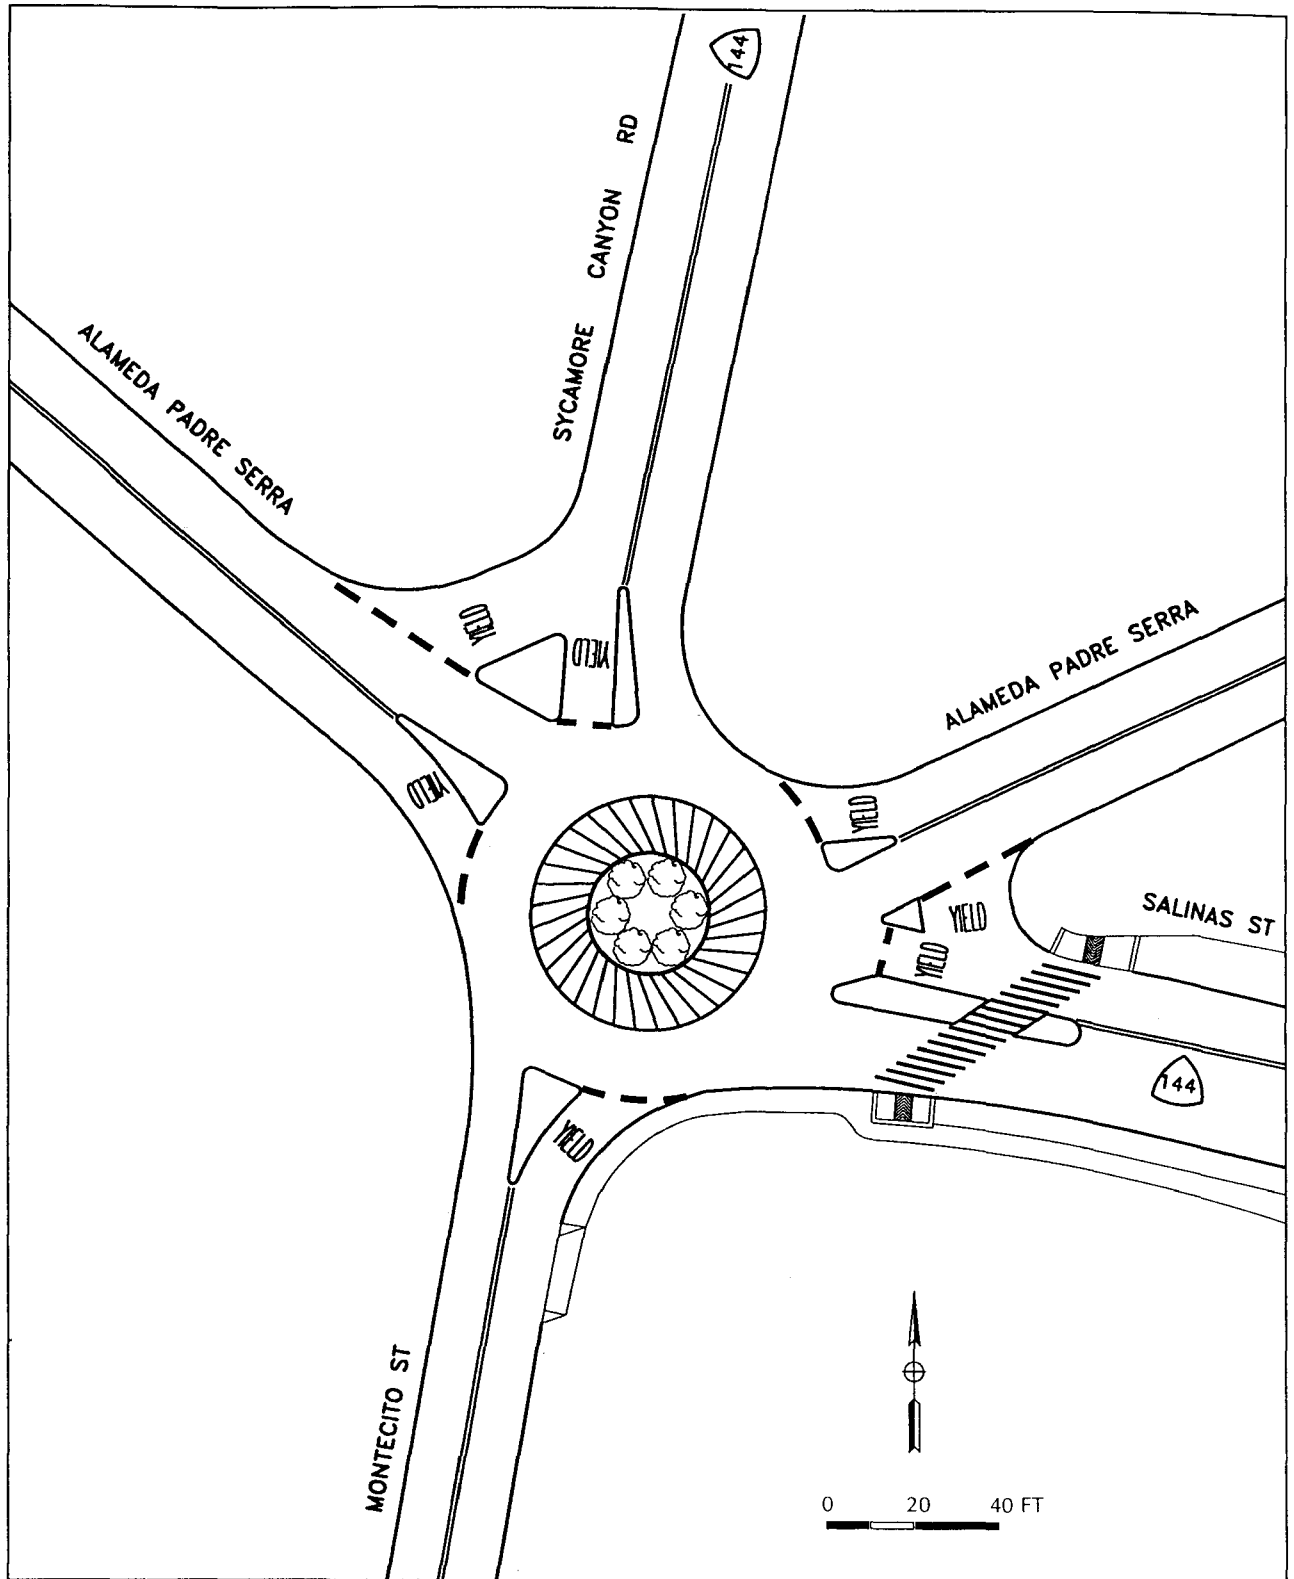 144
SYCAMORE CANYON RD
ALAMEDA PADRE SERRA
YIELD
YIELD
ALAMEDA PADRE SERRA
YIELD
YIELD
SALINAS ST
YIELD
YIELD
144
YIELD
MONTECITO ST
0 20 40 FT